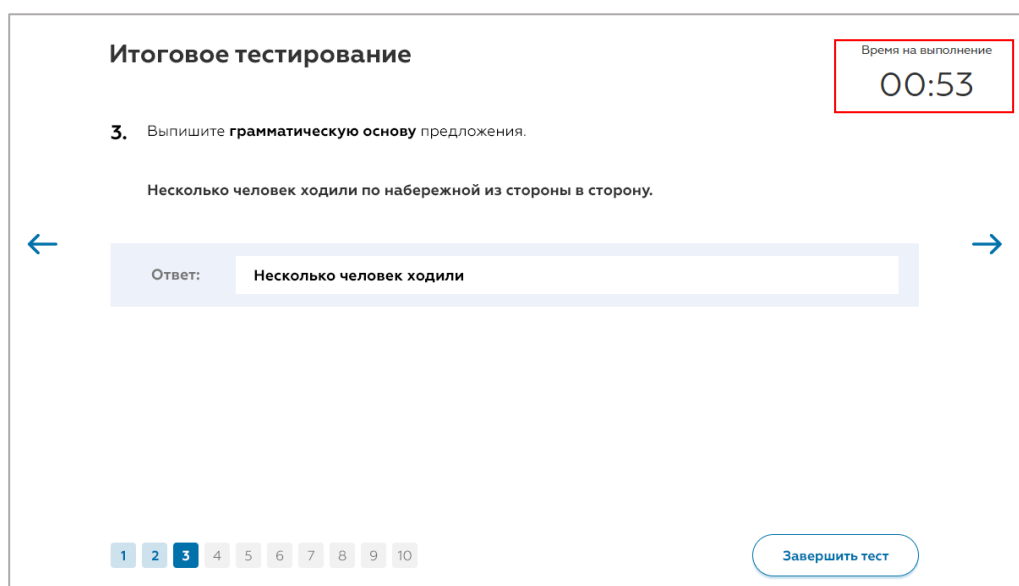 Итоговое тестирование
Время на выполнение
00:53
3. Выпишите грамматическую основу предложения.
Несколько человек ходили по набережной из стороны в сторону.
Ответ: Несколько человек ходили
1 2 3 4 5 6 7 8 9 10
Завершить тест